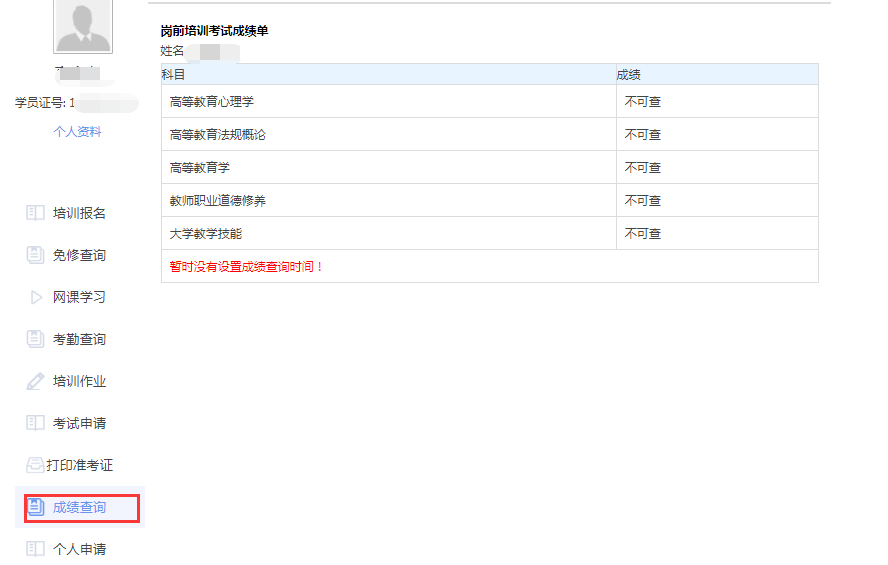 学员证号: 1
个人资料
培训报名
免修查询
网课学习
考勤查询
培训作业
考试申请
打印准考证
成绩查询
个人申请
岗前培训考试成绩单
姓名
科目 成绩
高等教育心理学 不可查
高等教育法规概论 不可查
高等教育学 不可查
教师职业道德修养 不可查
大学教学技能 不可查
暂时没有设置成绩查询时间！